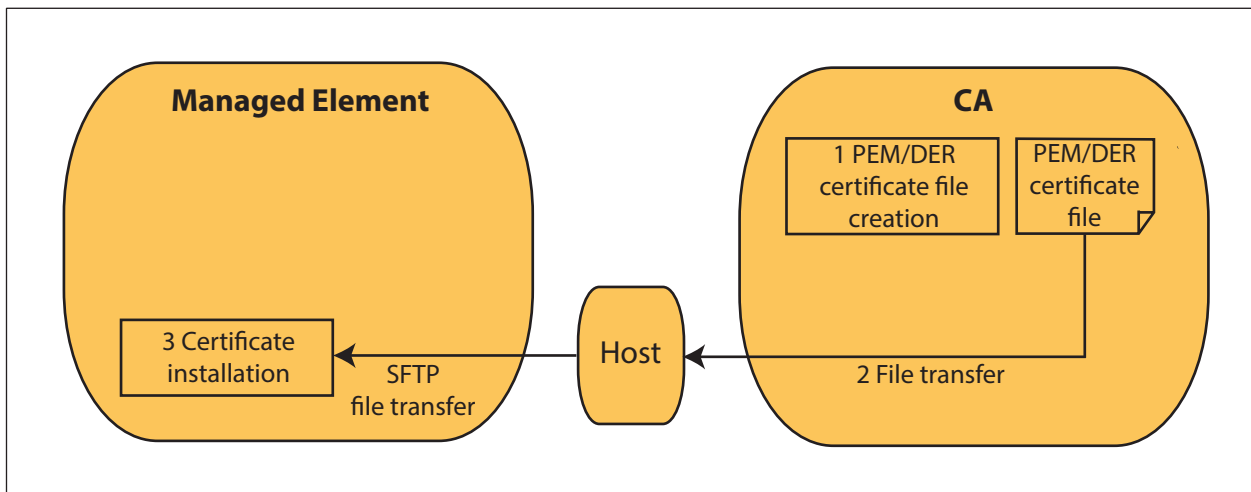 Managed Element
CA
1 PEM/DER
certificate file
creation
PEM/DER
certificate
file
3 Certificate
installation
SFTP
file transfer
Host
2 File transfer